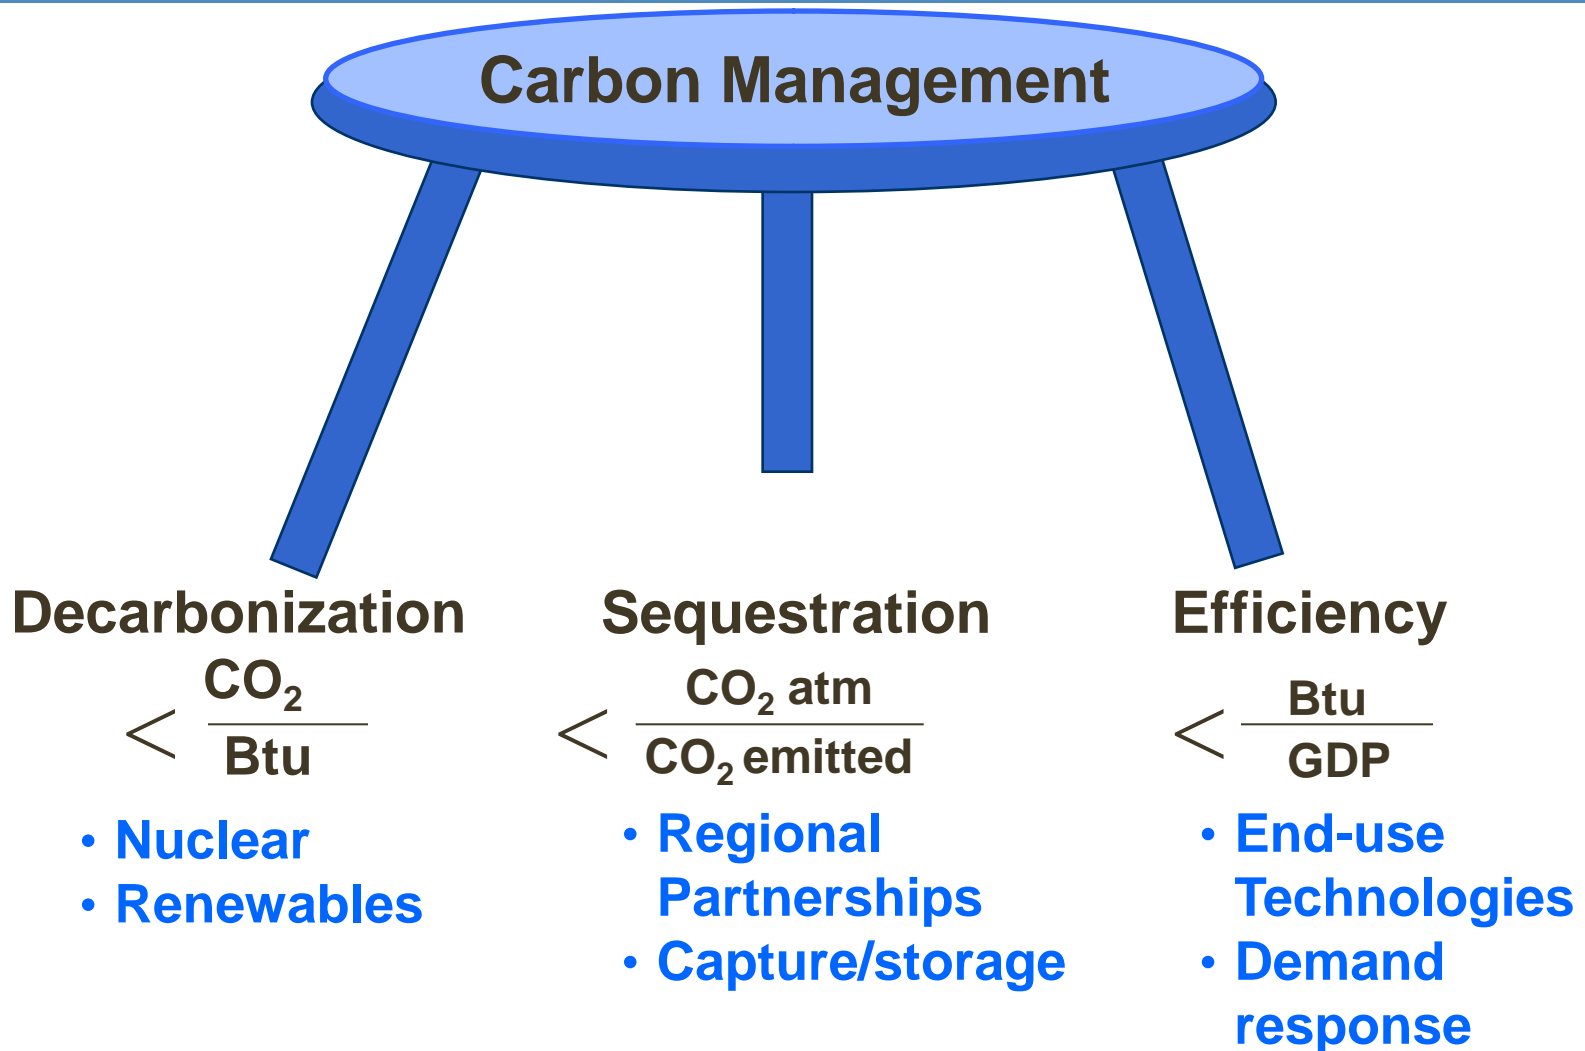 Carbon Management
Decarbonization
< CO₂
Btu
• Nuclear
• Renewables
Sequestration
< CO₂ atm
CO₂ emitted
• Regional
Partnerships
• Capture/storage
Efficiency
< Btu
GDP
• End-use
Technologies
• Demand
response